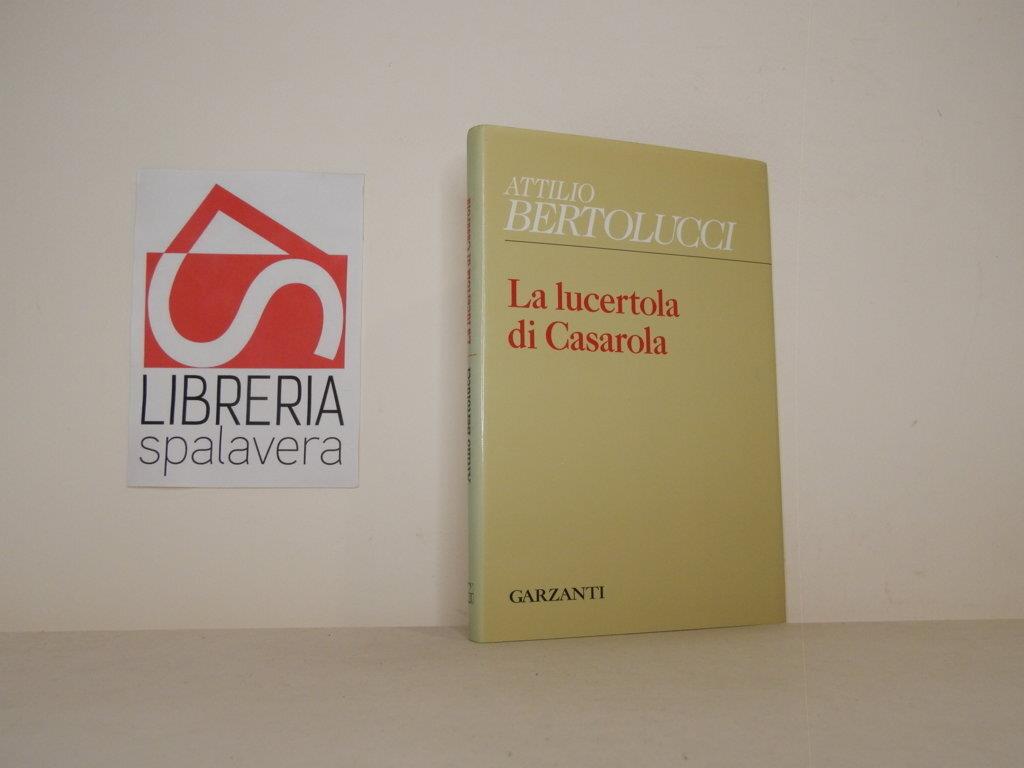 LIBRERIA
spalavera
ATTILIO
BERTOLUCCI
La lucertola
di Casarola
GARZANTI